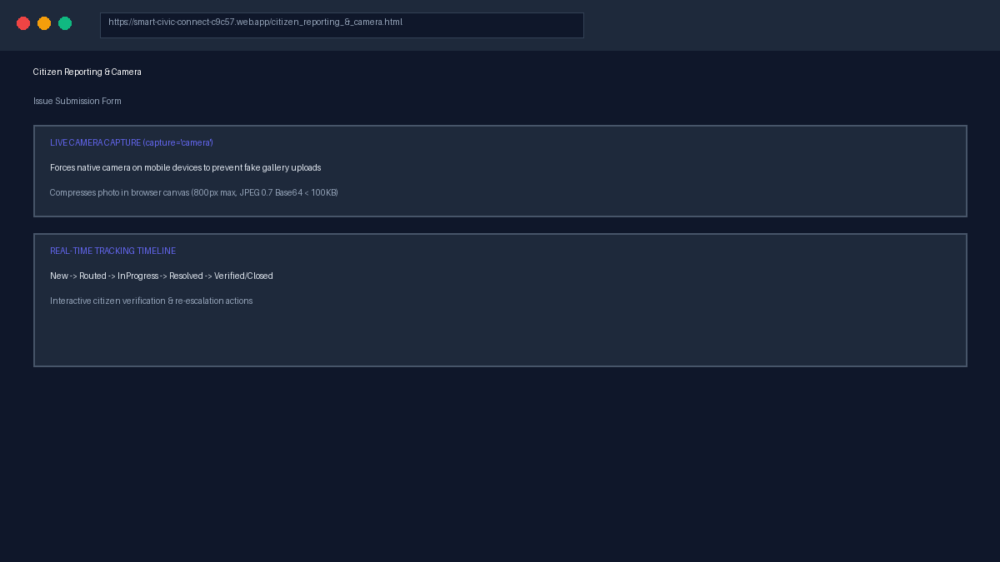 https://smart-civic-connect-c9c57.web.app/citizen_reporting_&_camera.html
Citizen Reporting & Camera
Issue Submission Form
LIVE CAMERA CAPTURE (capture='camera')
Forces native camera on mobile devices to prevent fake gallery uploads
Compresses photo in browser canvas (800px max, JPEG 0.7 Base64 < 100KB)
REAL-TIME TRACKING TIMELINE
New -> Routed -> InProgress -> Resolved -> Verified/Closed
Interactive citizen verification & re-escalation actions